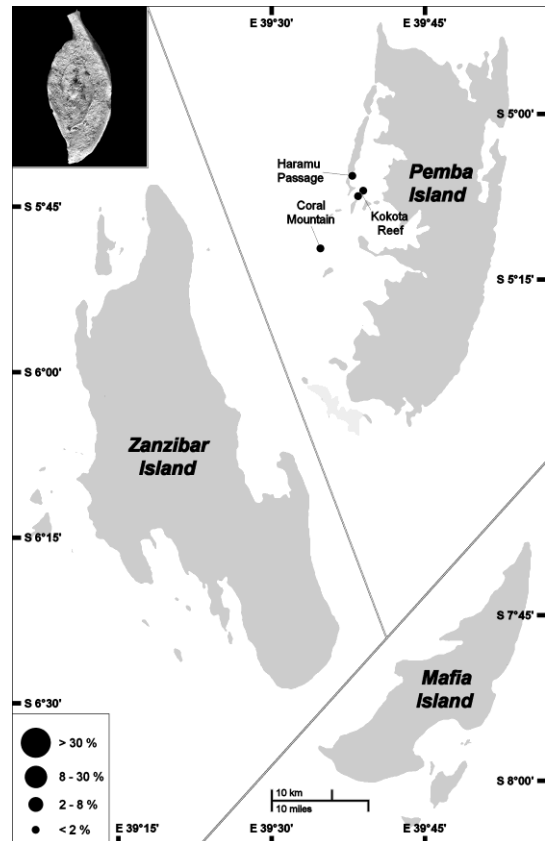 E 39°30'
E 39°45'
S 5°00'
Haramu
Passage
Pemba
Island
Coral
Mountain
Kokota
Reef
S 5°45'
S 5°15'
S 6°00'
Zanzibar
Island
S 6°15'
S 7°45'
Mafia
Island
S 6°30'
> 30 %
8 - 30 %
2 - 8 %
< 2 %
10 km
10 miles
S 8°00'
E 39°15'
E 39°30'
E 39°45'